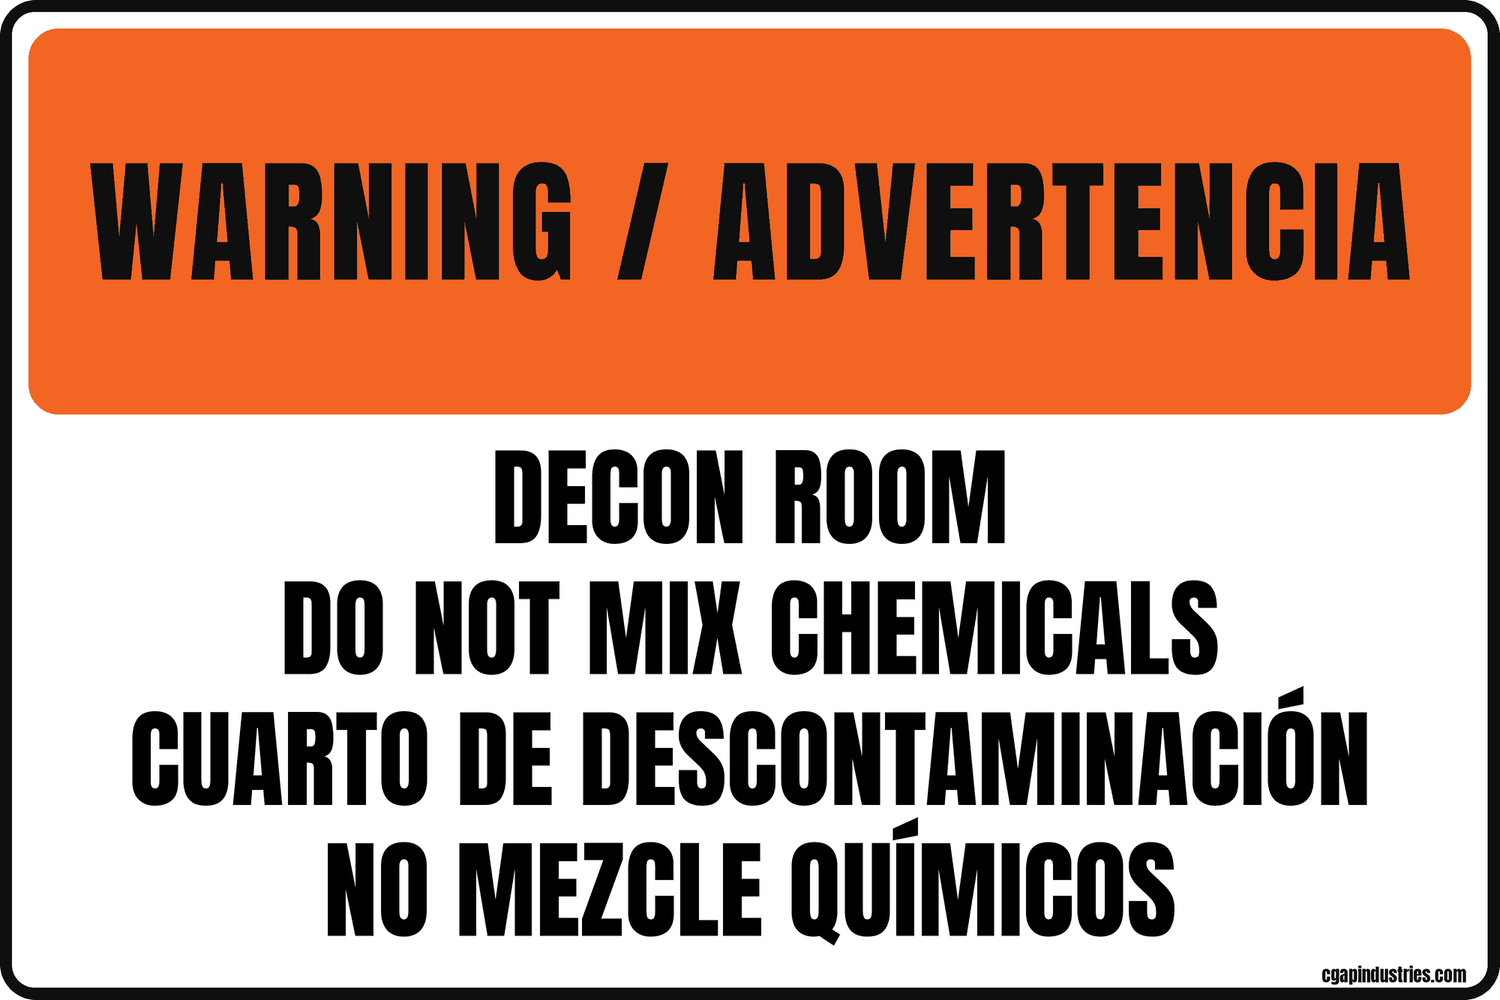 WARNING / ADVERTENCIA
DECON ROOM
DO NOT MIX CHEMICALS
CUARTO DE DESCONTAMINACIÓN
NO MEZCLE QUÍMICOS
cgapindustries.com